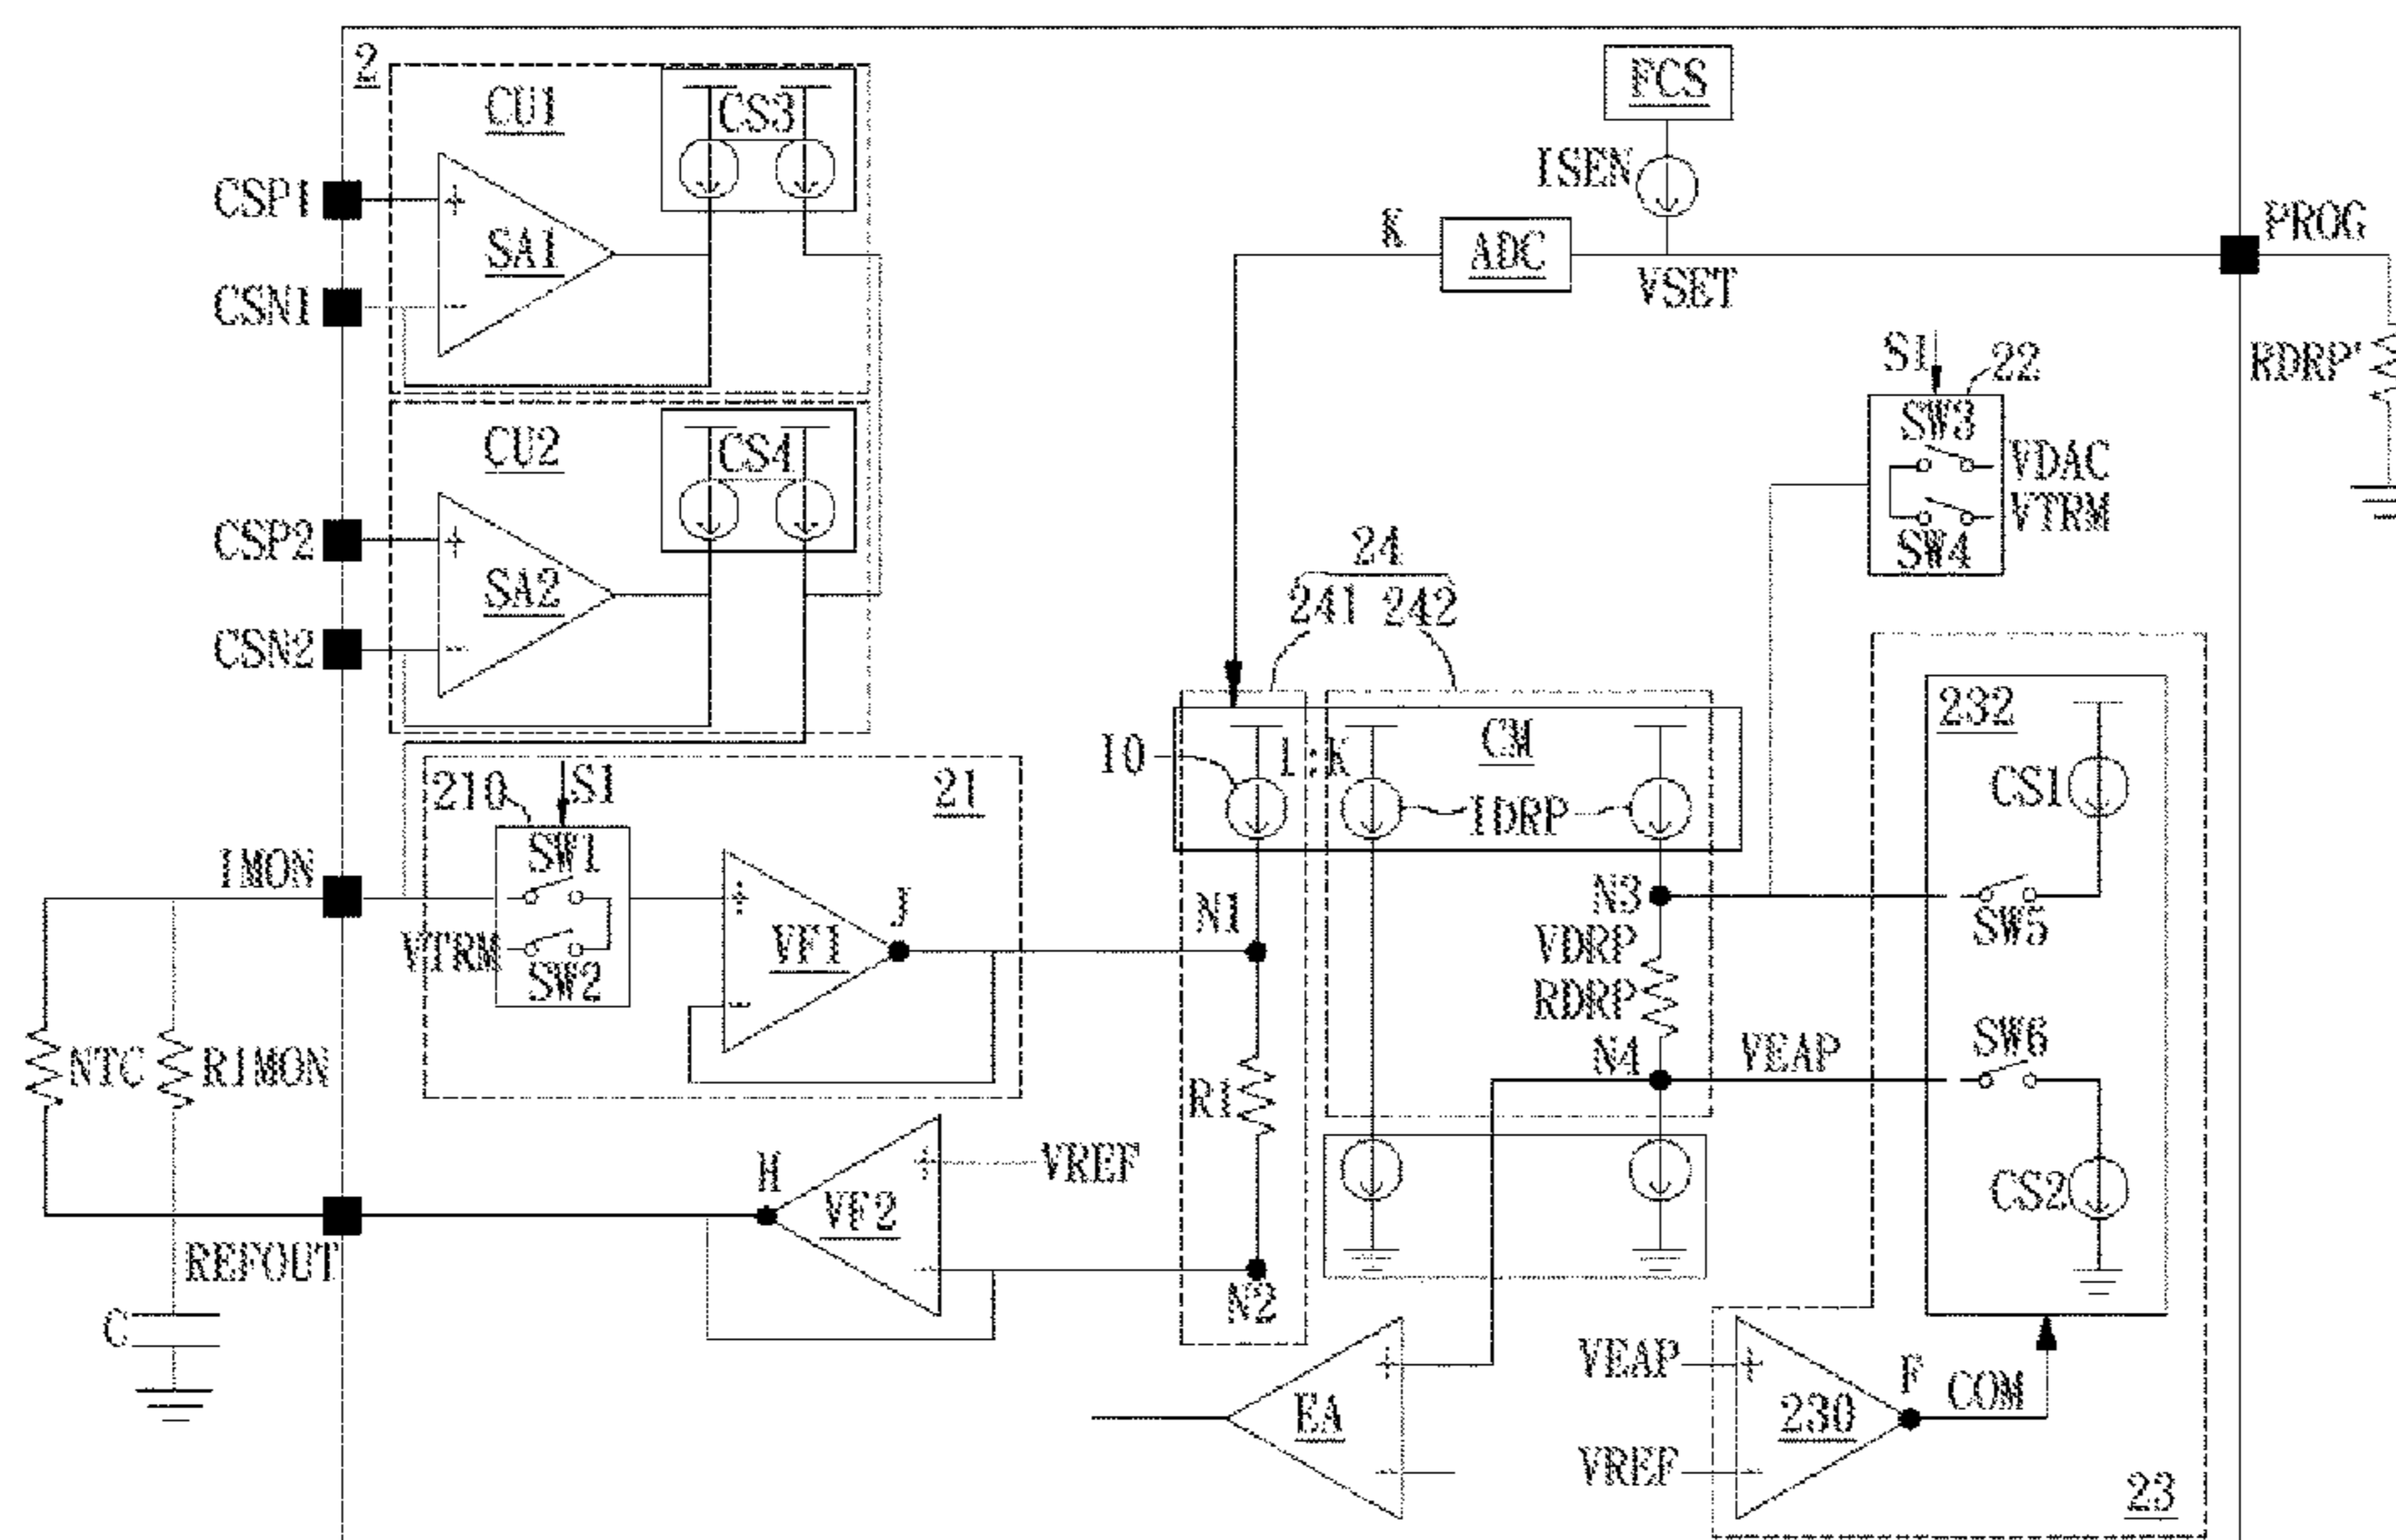 2
CU1
CS3
CSP1
SA1
CSN1
CU2
CS4
CSP2
SA2
CSN2
FCS
ISEN
K
ADC
VSET
PROG
RDRP'
S1
22
SW3
VDAC
VTRM
SW4
24
241 242
I0
1:K
CM
IDRP
232
CS1
210
S1
21
IMON
SW1
VTRM
SW2
VF1
J
N1
N3
SW5
VDRP
RDRP
NTC
RIMON
R1
N4
VEAP
SW6
H
VREF
VF2
CS2
REFOUT
N2
C
EA
VEAP
F
COM
230
VREF
23